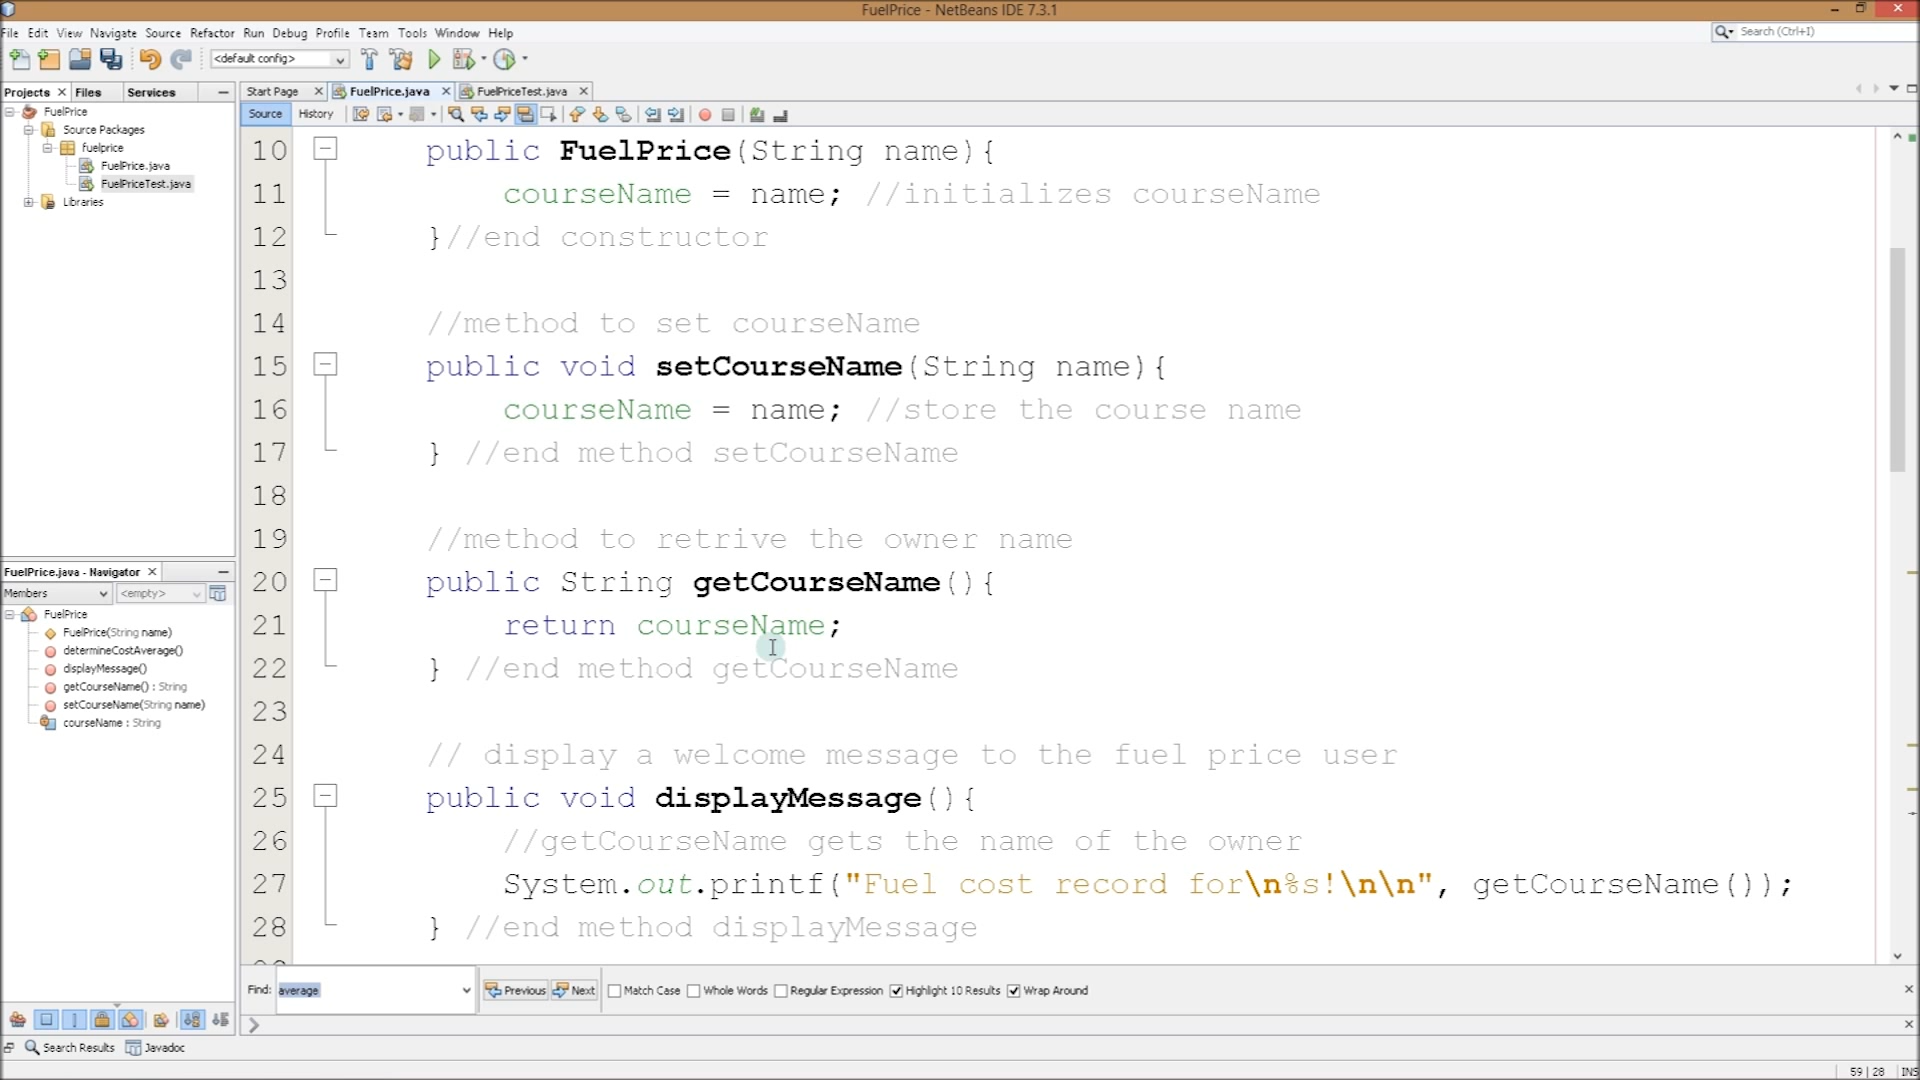 FuelPrice - NetBeans IDE 7.3.1
File Edit View Navigate Source Refactor Run Debug Profile Team Tools Window Help
Search (Ctrl+I)
<default config>
Projects Files Services
Start Page FuelPrice.java FuelPriceTest.java
Source History
FuelPrice
Source Packages
fuelprice
FuelPrice.java
FuelPriceTest.java
Libraries
10 public FuelPrice(String name){
11 courseName = name; //initializes courseName
12 }//end constructor
13
14 //method to set courseName
15 public void setCourseName(String name){
16 courseName = name; //store the course name
17 } //end method setCourseName
18
19 //method to retrive the owner name
20 public String getCourseName(){
21 return courseName;
22 } //end method getCourseName
23
24 // display a welcome message to the fuel price user
25 public void displayMessage(){
26 //getCourseName gets the name of the owner
27 System.out.printf("Fuel cost record for\n%s!\n\n", getCourseName());
28 } //end method displayMessage
FuelPrice.java - Navigator
Members <empty>
FuelPrice
FuelPrice(String name)
determineCostAverage()
displayMessage()
getCourseName() : String
setCourseName(String name)
courseName : String
Find: average Previous Next Match Case Whole Words Regular Expression Highlight 10 Results Wrap Around
Search Results Javadoc
59 | 28 INS